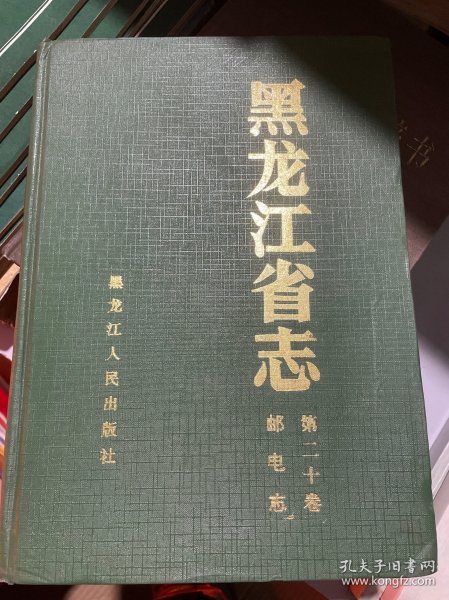 黑龙江省志
第二十卷
邮电志
黑龙江人民出版社
孔夫子旧书网
www.kongfz.com